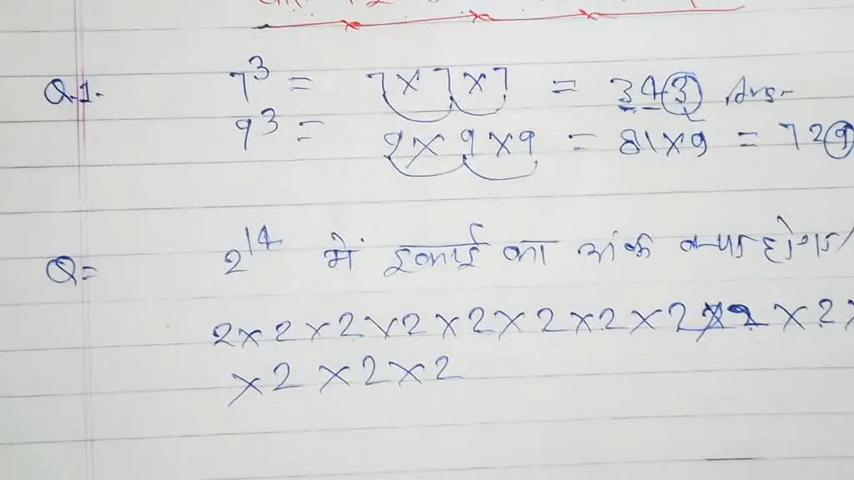 Q.1. 7³ = 7×7×7 = 343 Ans-
9³ = 9×9×9 = 81×9 = 729
Q= 2¹⁴ में इकाई का अंक क्या होगा/
2×2×2×2×2×2×2×2×2×2×
×2×2×2